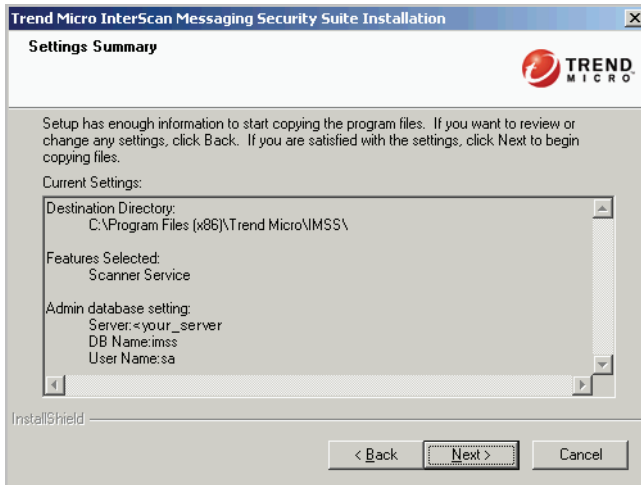 Trend Micro InterScan Messaging Security Suite Installation
Settings Summary
TREND
MICRO
Setup has enough information to start copying the program files. If you want to review or
change any settings, click Back. If you are satisfied with the settings, click Next to begin
copying files.
Current Settings:
Destination Directory:
C:\Program Files (x86)\Trend Micro\IMSS\
Features Selected:
Scanner Service
Admin database setting:
Server:<your_server
DB Name:imss
User Name:sa
InstallShield
< Back
Next >
Cancel